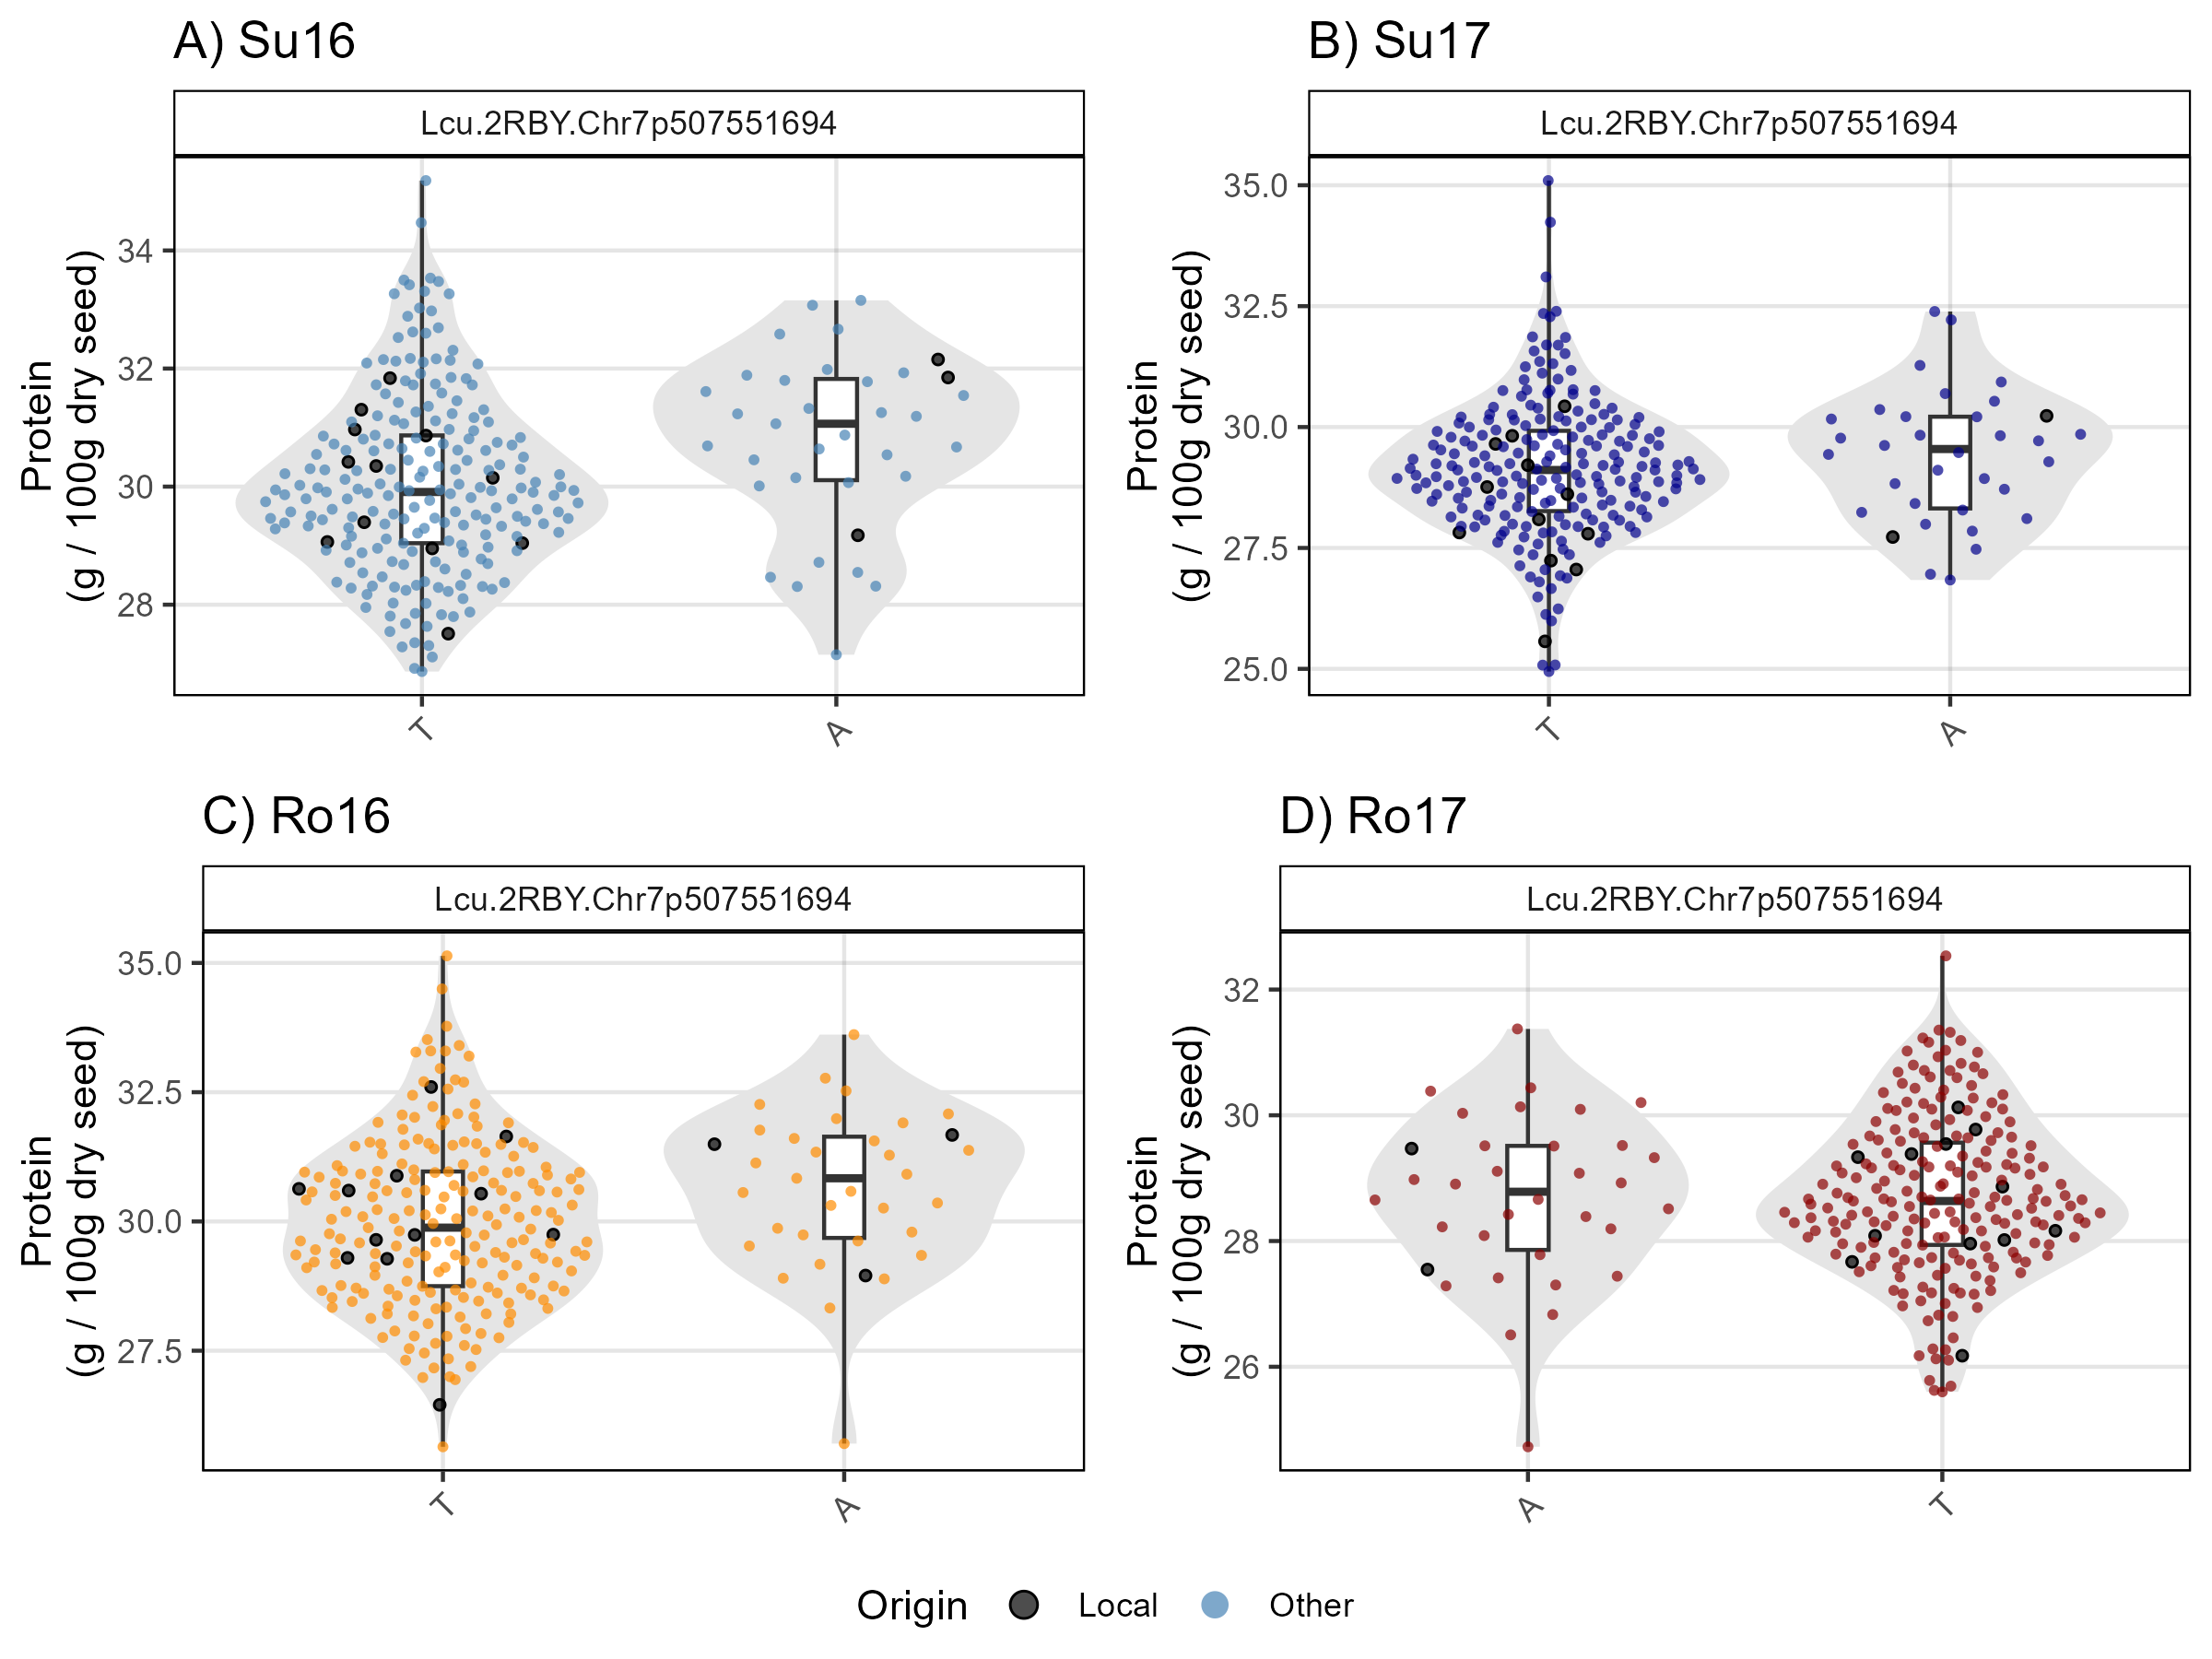 A) Su16
Lcu.2RBY.Chr7p507551694
Protein
(g / 100g dry seed)
34
32
30
28
T
A
B) Su17
Lcu.2RBY.Chr7p507551694
Protein
(g / 100g dry seed)
35.0
32.5
30.0
27.5
25.0
T
A
C) Ro16
Lcu.2RBY.Chr7p507551694
Protein
(g / 100g dry seed)
35.0
32.5
30.0
27.5
T
A
D) Ro17
Lcu.2RBY.Chr7p507551694
Protein
(g / 100g dry seed)
32
30
28
26
A
T
Origin Local Other